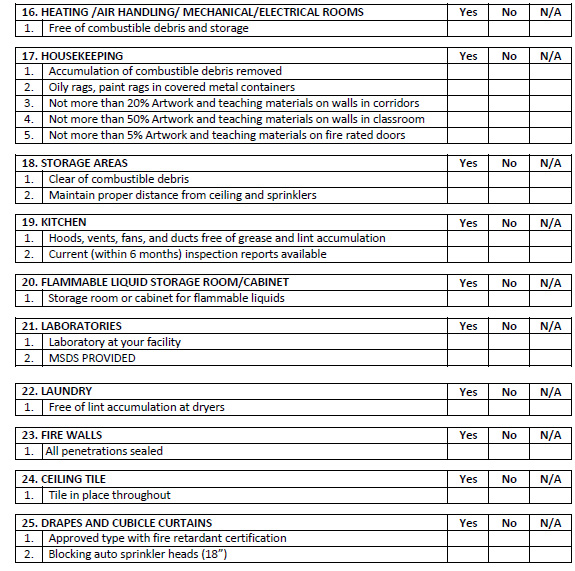 16. HEATING /AIR HANDLING/ MECHANICAL/ELECTRICAL ROOMS Yes No N/A
1. Free of combustible debris and storage
17. HOUSEKEEPING Yes No N/A
1. Accumulation of combustible debris removed
2. Oily rags, paint rags in covered metal containers
3. Not more than 20% Artwork and teaching materials on walls in corridors
4. Not more than 50% Artwork and teaching materials on walls in classroom
5. Not more than 5% Artwork and teaching materials on fire rated doors
18. STORAGE AREAS Yes No N/A
1. Clear of combustible debris
2. Maintain proper distance from ceiling and sprinklers
19. KITCHEN Yes No N/A
1. Hoods, vents, fans, and ducts free of grease and lint accumulation
2. Current (within 6 months) inspection reports available
20. FLAMMABLE LIQUID STORAGE ROOM/CABINET Yes No N/A
1. Storage room or cabinet for flammable liquids
21. LABORATORIES Yes No N/A
1. Laboratory at your facility
2. MSDS PROVIDED
22. LAUNDRY Yes No N/A
1. Free of lint accumulation at dryers
23. FIRE WALLS Yes No N/A
1. All penetrations sealed
24. CEILING TILE Yes No N/A
1. Tile in place throughout
25. DRAPES AND CUBICLE CURTAINS Yes No N/A
1. Approved type with fire retardant certification
2. Blocking auto sprinkler heads (18”)